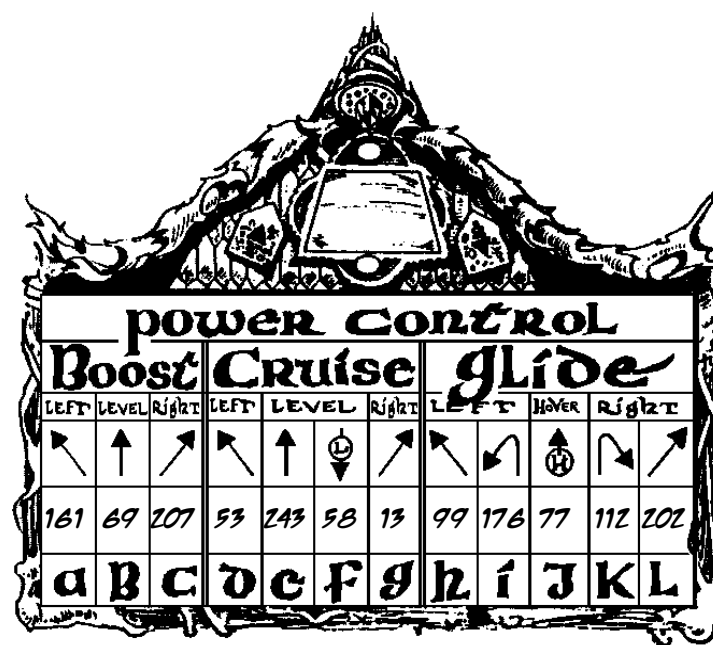 POWER CONTROL
Boost CRuise GLide
LEFT LEVEL Right LEFT LEVEL Right LEFT HOVER Right
L H
161 69 207 53 243 58 13 99 176 77 112 202
a B C D e F g h i J K L